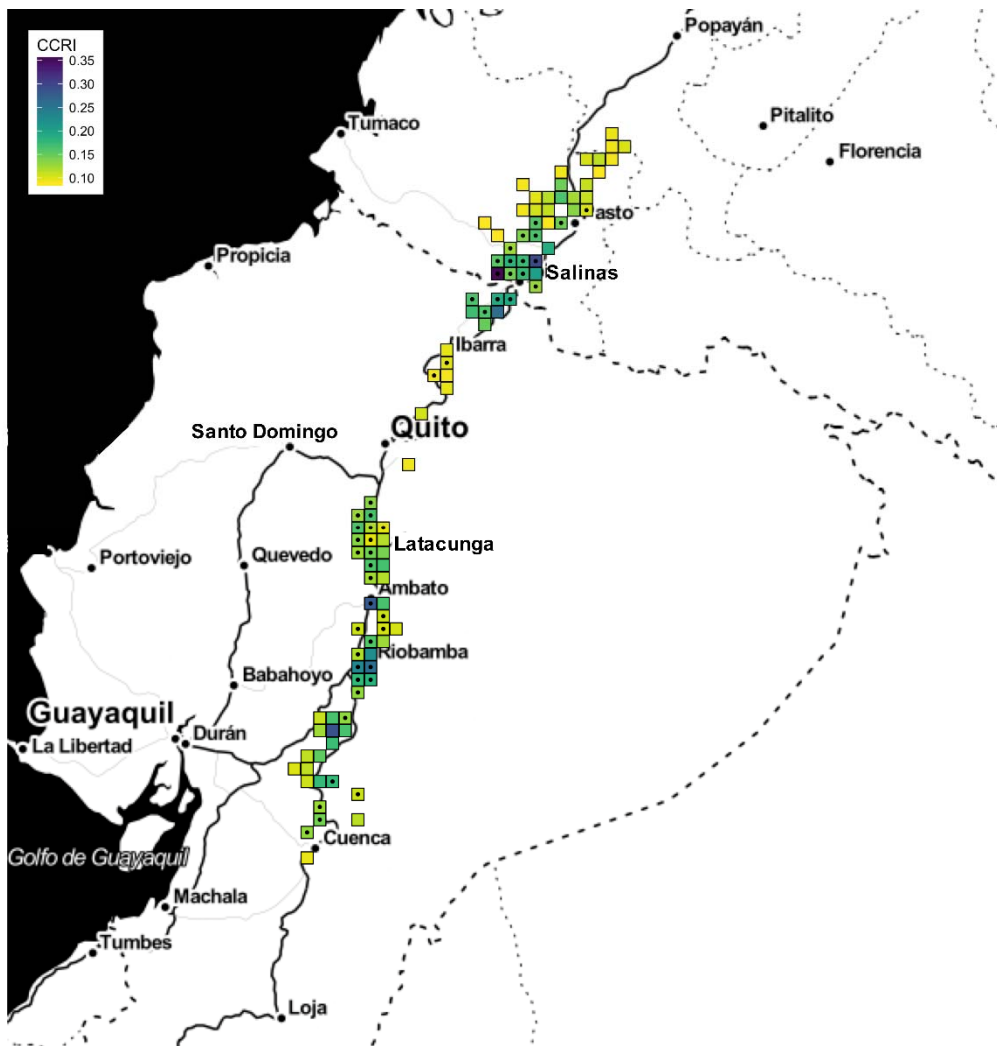 Popayán
CCRI
0.35
0.30
0.25
0.20
0.15
0.10
Pitalito
Tumaco
Florencia
asto
Propicia
Salinas
Ibarra
Quito
Santo Domingo
Latacunga
Portoviejo
Quevedo
Ambato
Riobamba
Babahoyo
Guayaquil
Durán
La Libertad
Cuenca
Golfo de Guayaquil
Machala
Tumbes
Loja